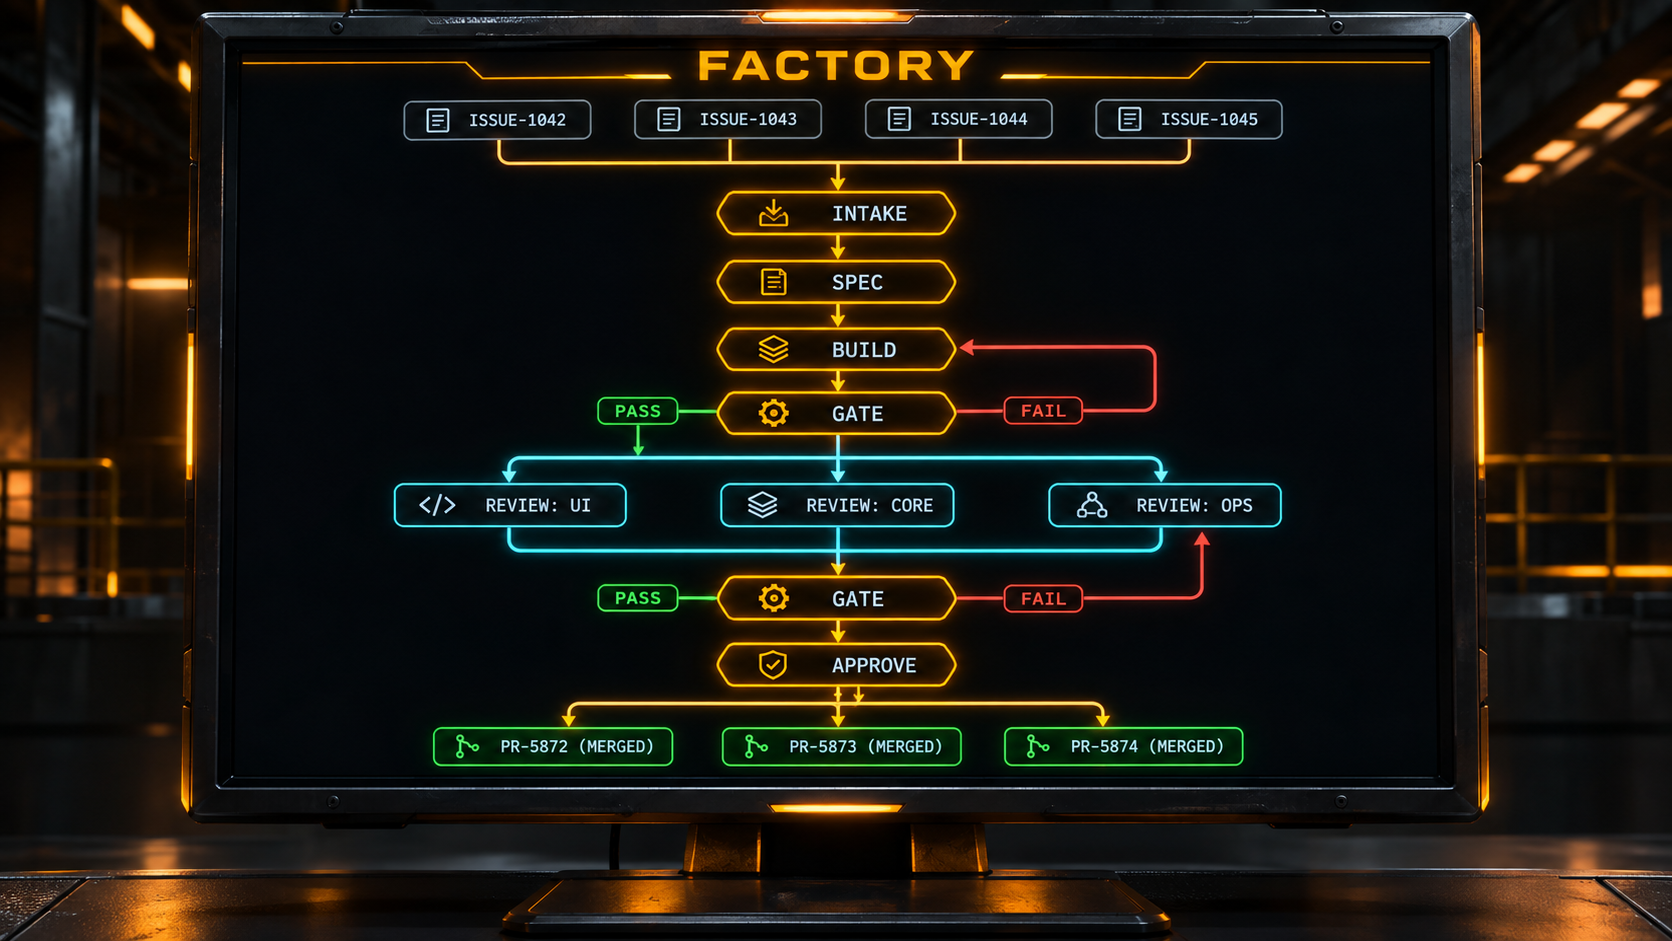 FACTORY
ISSUE-1042
ISSUE-1043
ISSUE-1044
ISSUE-1045
INTAKE
SPEC
BUILD
PASS
GATE
FAIL
REVIEW: UI
REVIEW: CORE
REVIEW: OPS
PASS
GATE
FAIL
APPROVE
PR-5872 (MERGED)
PR-5873 (MERGED)
PR-5874 (MERGED)